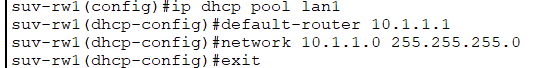 suv-rw1(config)#ip dhcp pool lan1
suv-rw1(dhcp-config)#default-router 10.1.1.1
suv-rw1(dhcp-config)#network 10.1.1.0 255.255.255.0
suv-rw1(dhcp-config)#exit